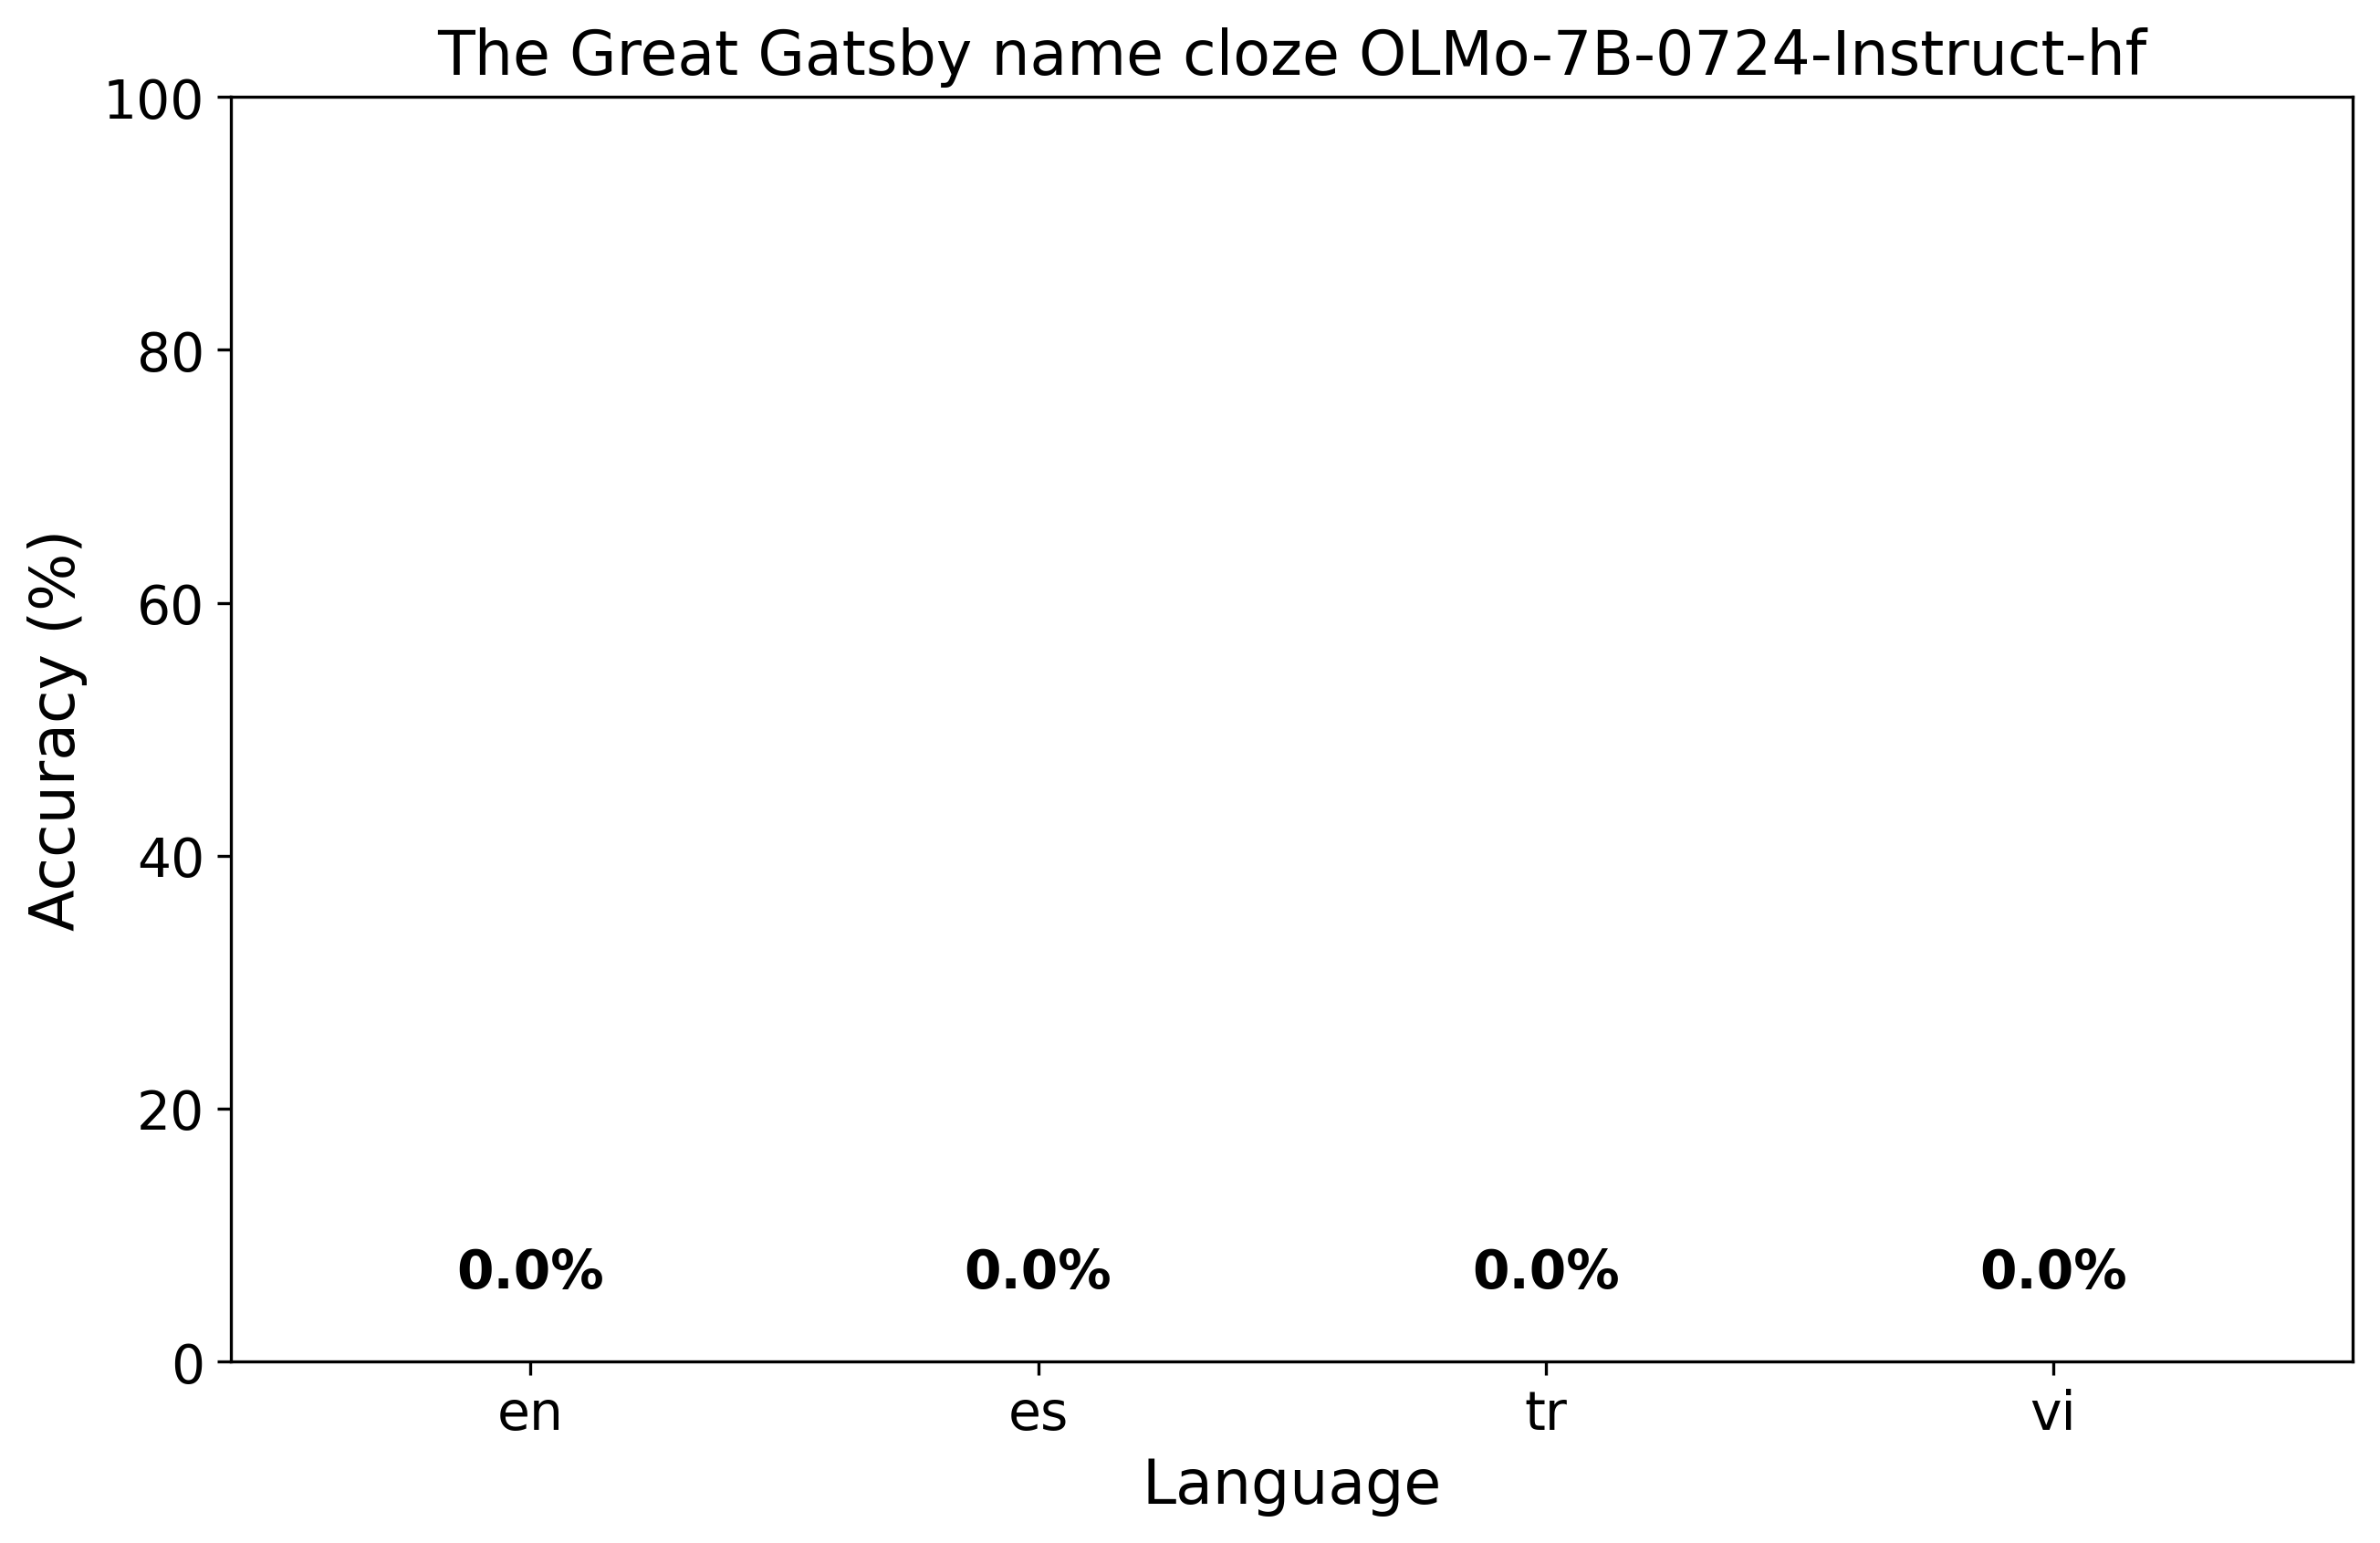 The Great Gatsby name cloze OLMo-7B-0724-Instruct-hf
100
80
60
40
20
0
Accuracy (%)
0.0% 0.0% 0.0% 0.0%
en es tr vi
Language